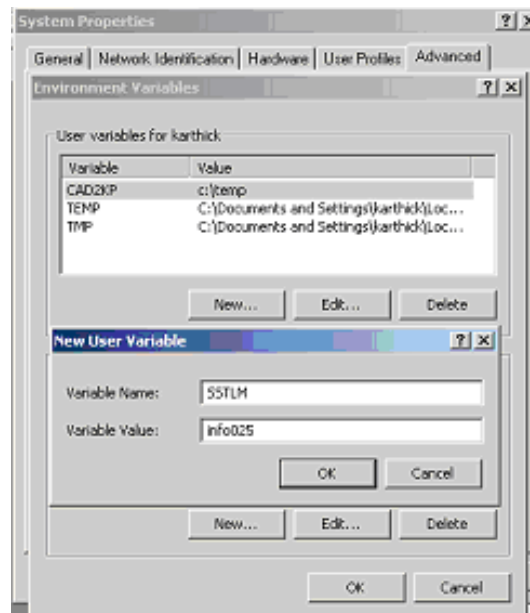 System Properties
General Network Identification Hardware User Profiles Advanced
Environment Variables
User variables for karthick
Variable Value
CAD2KP c:\temp
TEMP C:\Documents and Settings\karthick\Loc...
TMP C:\Documents and Settings\karthick\Loc...
New... Edit... Delete
New User Variable
Variable Name: SSTLM
Variable Value: info025
OK Cancel
New... Edit... Delete
OK Cancel